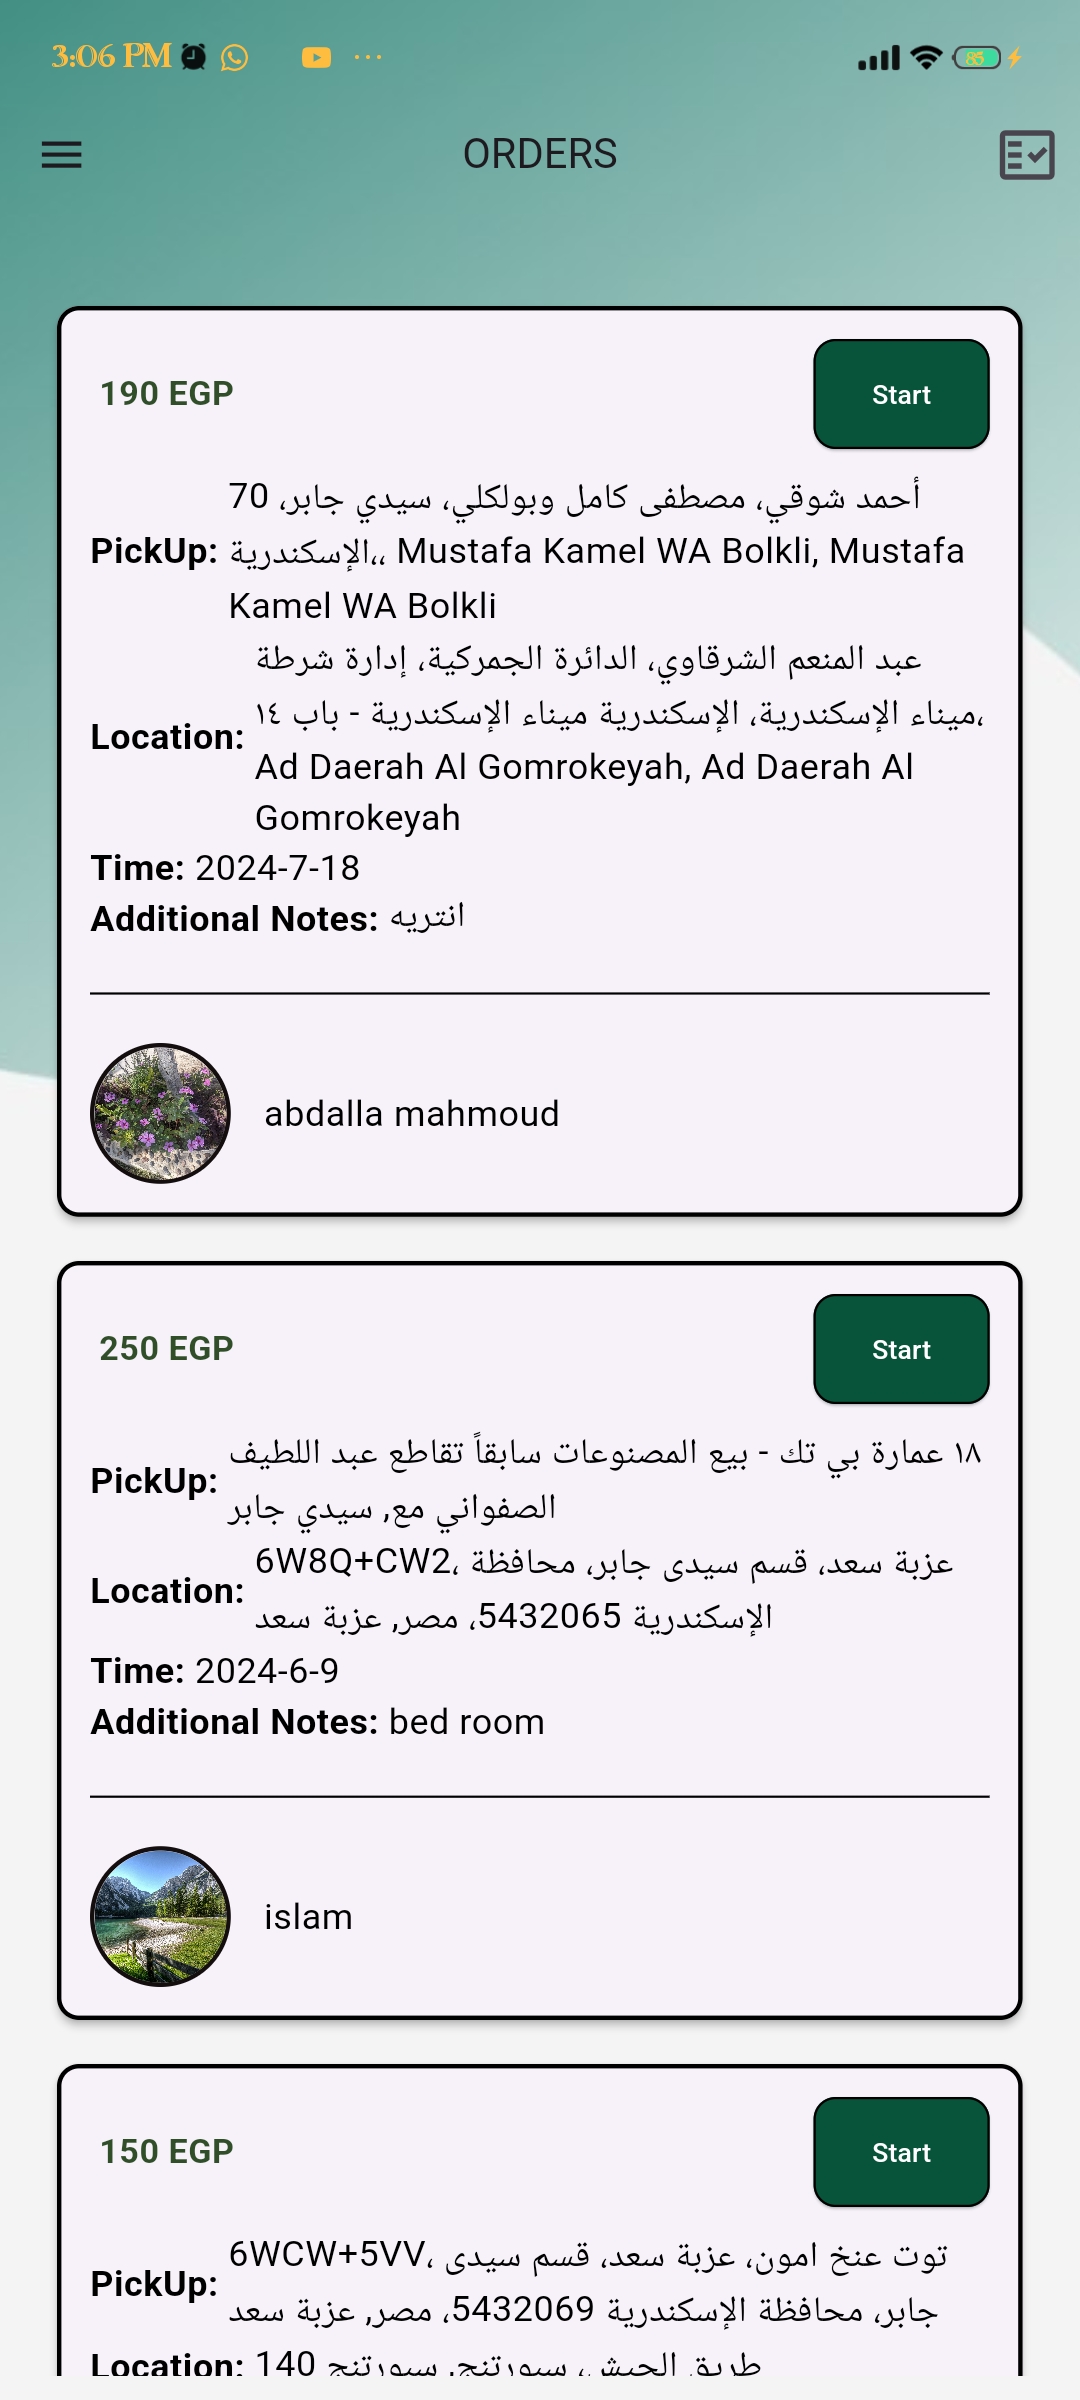 3:06 PM
85
ORDERS
190 EGP
Start
PickUp: 70 أحمد شوقي، مصطفى كامل وبولكلي، سيدي جابر،
الإسكندرية،، Mustafa Kamel WA Bolkli, Mustafa
Kamel WA Bolkli
Location: عبد المنعم الشرقاوي، الدائرة الجمركية، إدارة شرطة
ميناء الإسكندرية، الإسكندرية ميناء الإسكندرية - باب ١٤،
Ad Daerah Al Gomrokeyah, Ad Daerah Al
Gomrokeyah
Time: 2024-7-18
Additional Notes: انتريه
abdalla mahmoud
250 EGP
Start
PickUp: ١٨ عمارة بي تك - بيع المصنوعات سابقاً تقاطع عبد اللطيف
الصفواني مع, سيدي جابر
Location: 6W8Q+CW2، عزبة سعد، قسم سيدى جابر، محافظة
الإسكندرية 5432065، مصر, عزبة سعد
Time: 2024-6-9
Additional Notes: bed room
islam
150 EGP
Start
PickUp: 6WCW+5VV، توت عنخ امون، عزبة سعد، قسم سيدى
جابر، محافظة الإسكندرية 5432069، مصر, عزبة سعد
Location: 140 طريق الجيش، سبورتنج, سبورتنج